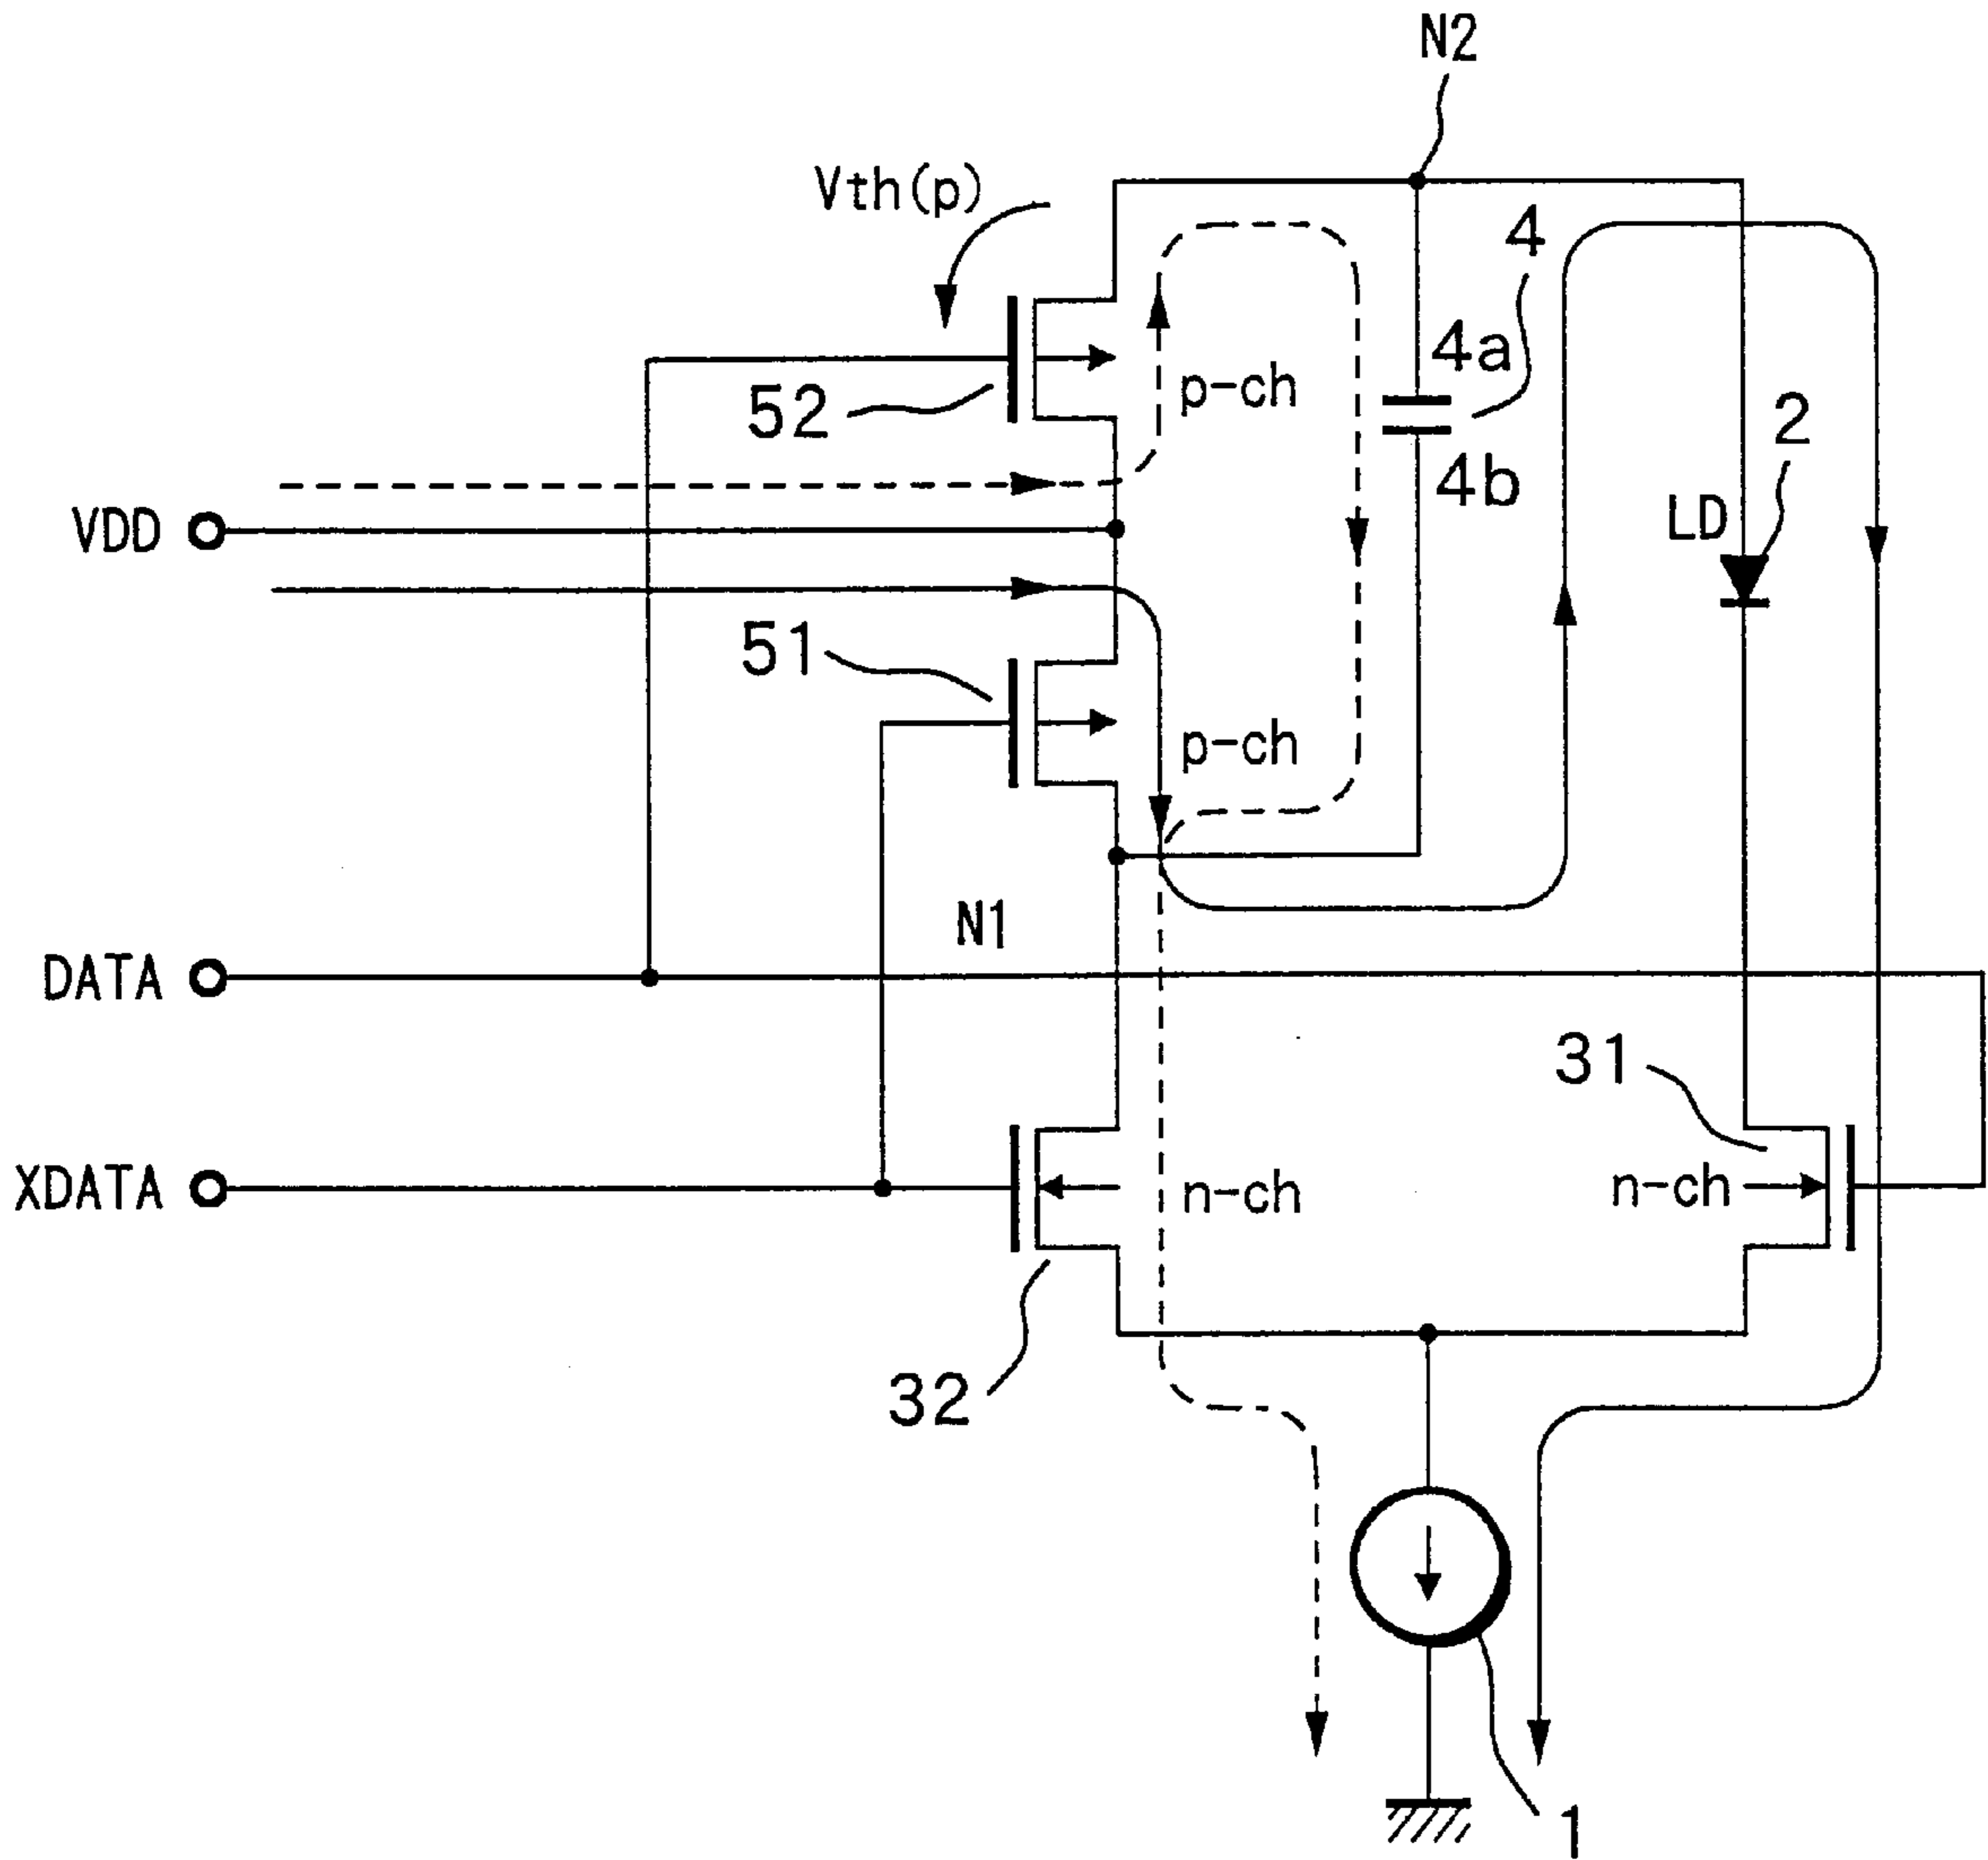 N2
Vth(p)
4
4a
p-ch
52
2
4b
LD
VDD
51
p-ch
N1
DATA
31
XDATA
n-ch
n-ch
32
1